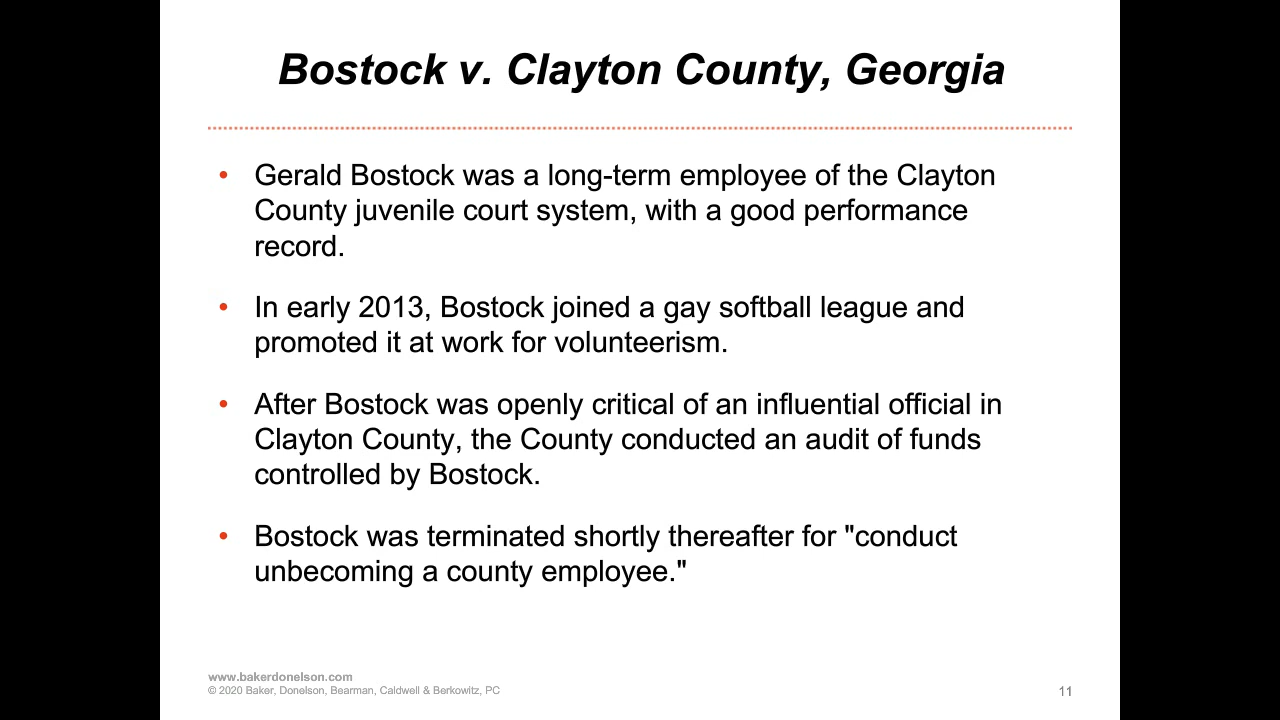 Bostock v. Clayton County, Georgia
• Gerald Bostock was a long-term employee of the Clayton
County juvenile court system, with a good performance
record.
• In early 2013, Bostock joined a gay softball league and
promoted it at work for volunteerism.
• After Bostock was openly critical of an influential official in
Clayton County, the County conducted an audit of funds
controlled by Bostock.
• Bostock was terminated shortly thereafter for "conduct
unbecoming a county employee."
www.bakerdonelson.com
© 2020 Baker, Donelson, Bearman, Caldwell & Berkowitz, PC
11